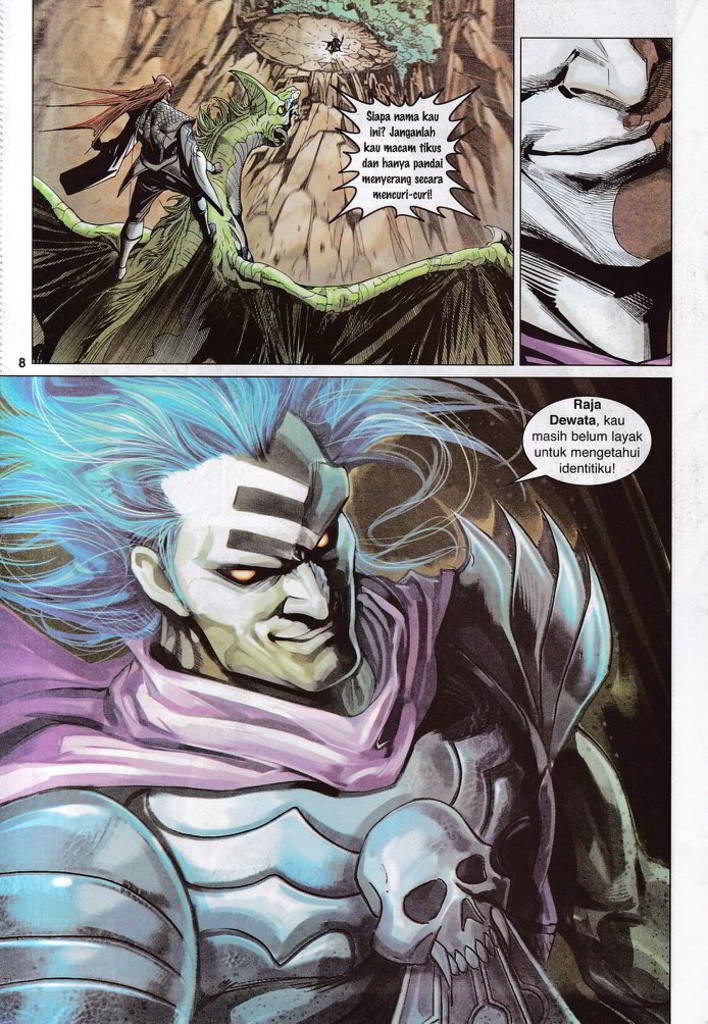 Siapa nama kau
ini? Janganlah
kau macam tikus
dan hanya pandai
menyerang secara
mencuri-curi!
8
Raja
Dewata, kau
masih belum layak
untuk mengetahui
identitiku!